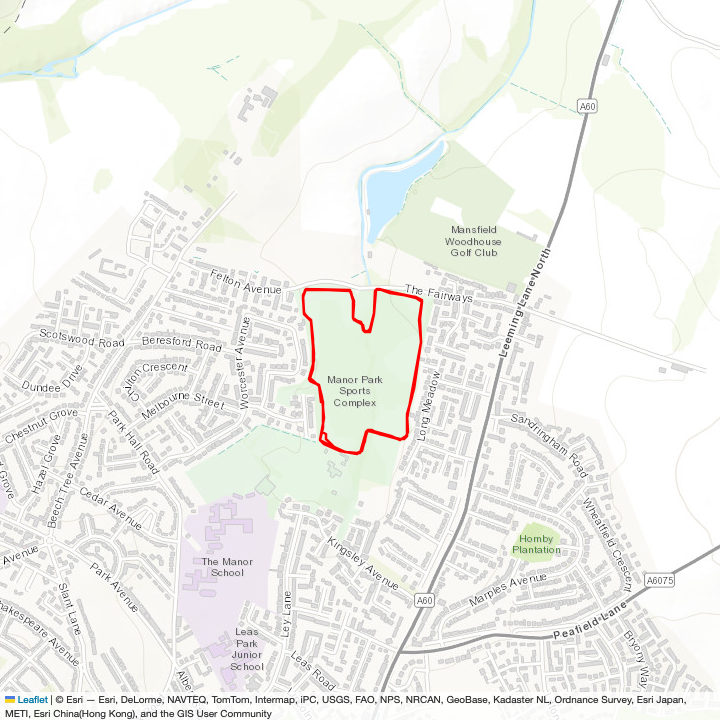 A60
Mansfield
Woodhouse
Golf Club
Felton Avenue
The Fairways
Leeming-Lane-North
Scotswood Road
Beresford Road
Worcester Avenue
Culton Crescent
Dundee Drive
Melbourne Street
Manor Park
Sports
Complex
Long Meadow
Chestnut Grove
Park Hall Road
Sandringham Road
Hazel Grove
Beech Tree Avenue
d Grove
Cedar Avenue
Wheatfield Crescent
Hornby
Plantation
The Manor
School
Kingsley Avenue
Avenue
Park Avenue
Slant Lane
Shakespeare Avenue
Ley Lane
A60
Marples Avenue
A6075
Peafield-Lane
Bryony Way
Leas
Park
Junior
School
Leas Road
Albe
Leaflet | © Esri — Esri, DeLorme, NAVTEQ, TomTom, Intermap, iPC, USGS, FAO, NPS, NRCAN, GeoBase, Kadaster NL, Ordnance Survey, Esri Japan,
METI, Esri China(Hong Kong), and the GIS User Community